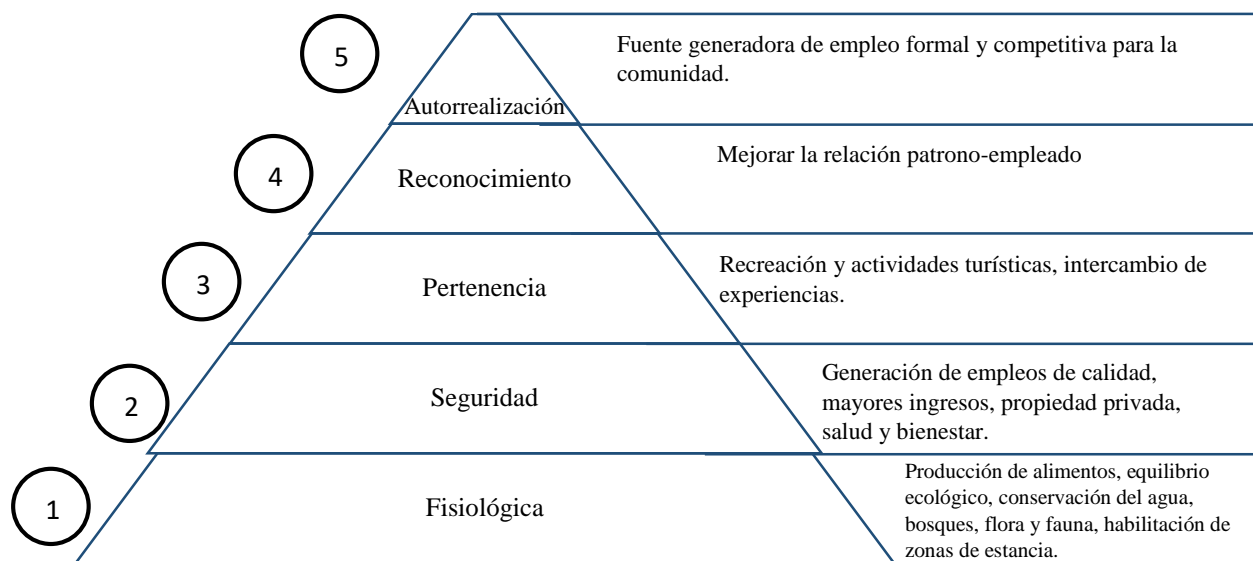 5
Fuente generadora de empleo formal y competitiva para la
comunidad.
Autorrealización
4
Mejorar la relación patrono-empleado
Reconocimiento
3
Recreación y actividades turísticas, intercambio de
experiencias.
Pertenencia
2
Generación de empleos de calidad,
mayores ingresos, propiedad privada,
salud y bienestar.
Seguridad
1
Producción de alimentos, equilibrio
ecológico, conservación del agua,
bosques, flora y fauna, habilitación de
zonas de estancia.
Fisiológica